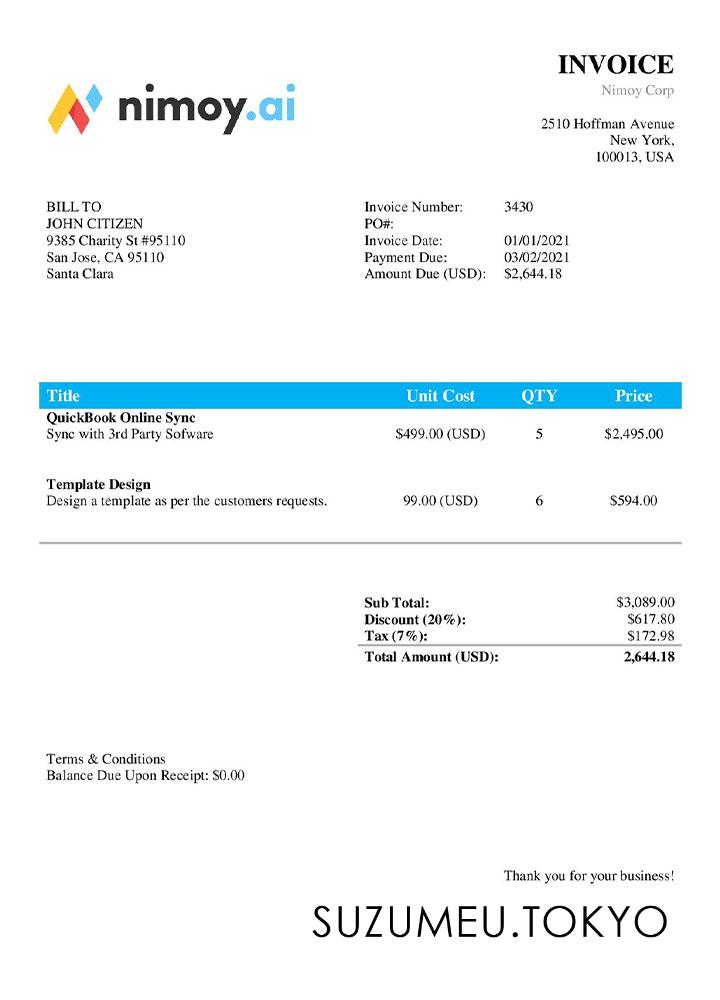 INVOICE
Nimoy Corp
nimoy.ai
2510 Hoffman Avenue
New York,
100013, USA
BILL TO
JOHN CITIZEN
9385 Charity St #95110
San Jose, CA 95110
Santa Clara
Invoice Number: 3430
PO#:
Invoice Date: 01/01/2021
Payment Due: 03/02/2021
Amount Due (USD): $2,644.18
Title Unit Cost QTY Price
QuickBook Online Sync
Sync with 3rd Party Sofware $499.00 (USD) 5 $2,495.00
Template Design
Design a template as per the customers requests. 99.00 (USD) 6 $594.00
Sub Total: $3,089.00
Discount (20%): $617.80
Tax (7%): $172.98
Total Amount (USD): 2,644.18
Terms & Conditions
Balance Due Upon Receipt: $0.00
Thank you for your business!
SUZUMEU.TOKYO